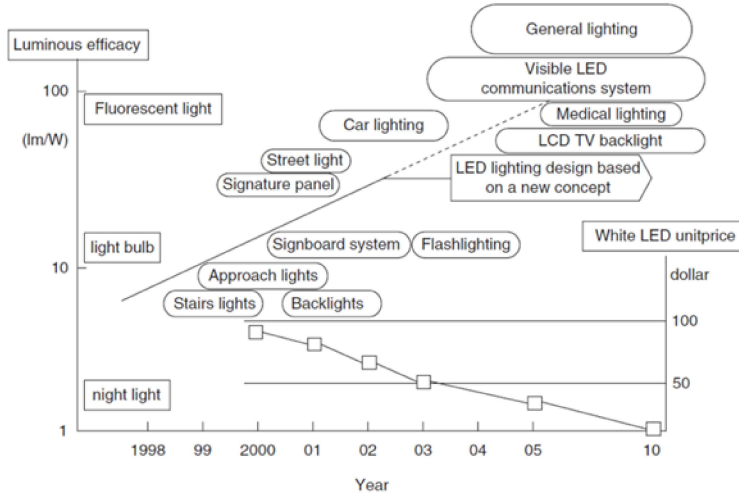 General lighting
Luminous efficacy
Visible LED
communications system
100
Fluorescent light
Medical lighting
(lm/W)
Car lighting
LCD TV backlight
Street light
LED lighting design based
on a new concept
Signature panel
light bulb
Signboard system
Flashlighting
White LED unitprice
10
Approach lights
dollar
Stairs lights
Backlights
100
50
night light
1
1998 99 2000 01 02 03 04 05 10
Year